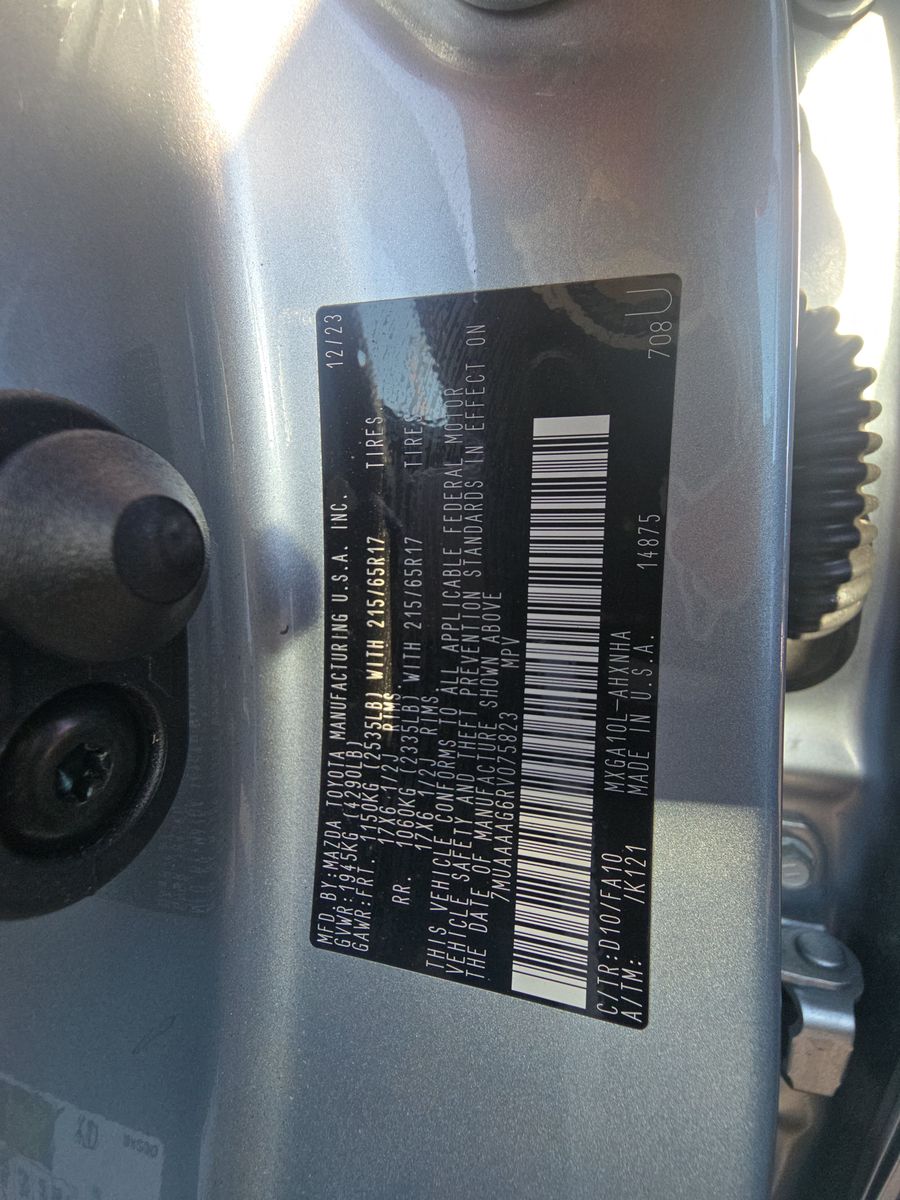 MFD.BY:MAZDA TOYOTA MANUFACTURING U.S.A. INC. 12/23
GVWR:1945KG (4290LB)
GAWR:FRT. 1150KG (2535LB) WITH 215/65R17 TIRES
17X6 1/2J RIMS.
RR. 1060KG (2335LB) WITH 215/65R17 TIRES
17X6 1/2J RIMS
THIS VEHICLE CONFORMS TO ALL APPLICABLE FEDERAL MOTOR
VEHICLE SAFETY AND THEFT PREVENTION STANDARDS IN EFFECT ON
THE DATE OF MANUFACTURE SHOWN ABOVE
7MUAAAAG6RV075823 MPV
C/TR:D10/FA10 MXGA10L-AHXNHA
A/TM: /K121 MADE IN U.S.A. 14875 708U